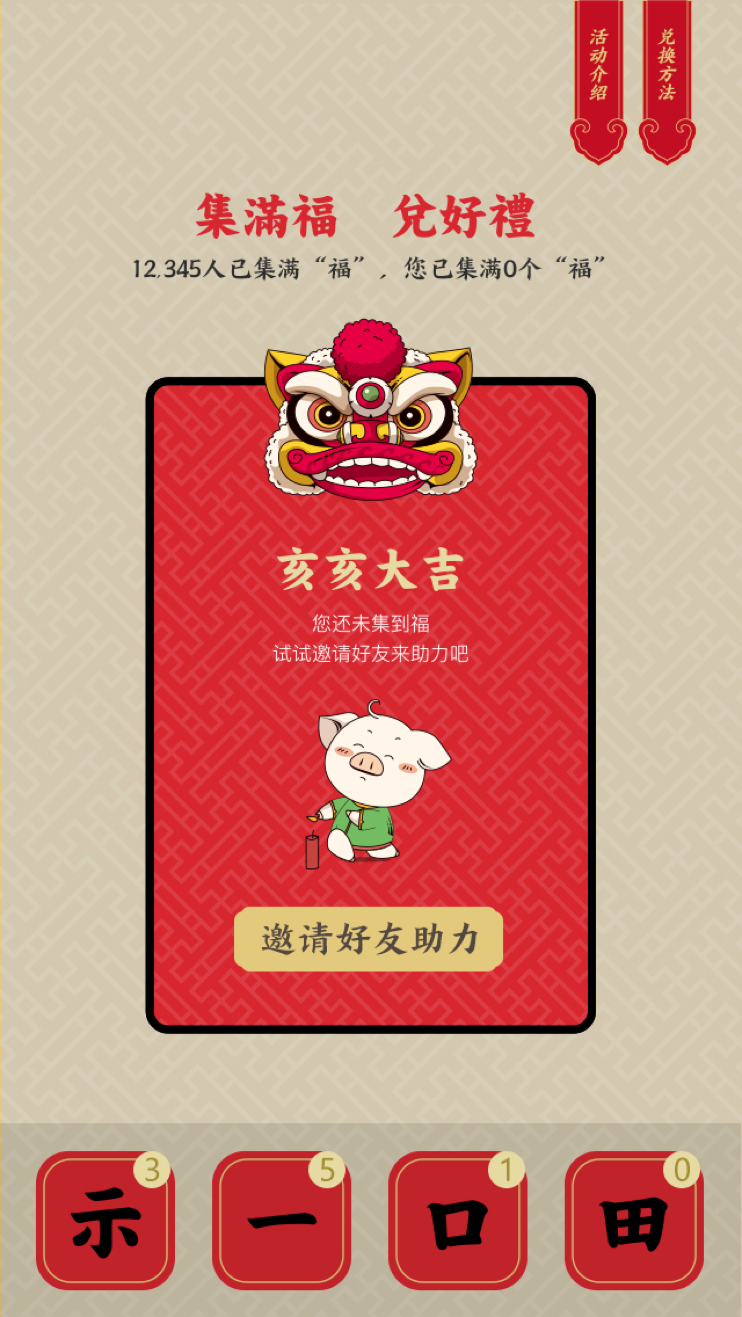 活动介绍
兑换方法
集滿福 兌好禮
12,345人已集满“福”，您已集满0个“福”
亥亥大吉
您还未集到福
试试邀请好友来助力吧
邀请好友助力
3
5
1
0
示
一
口
田